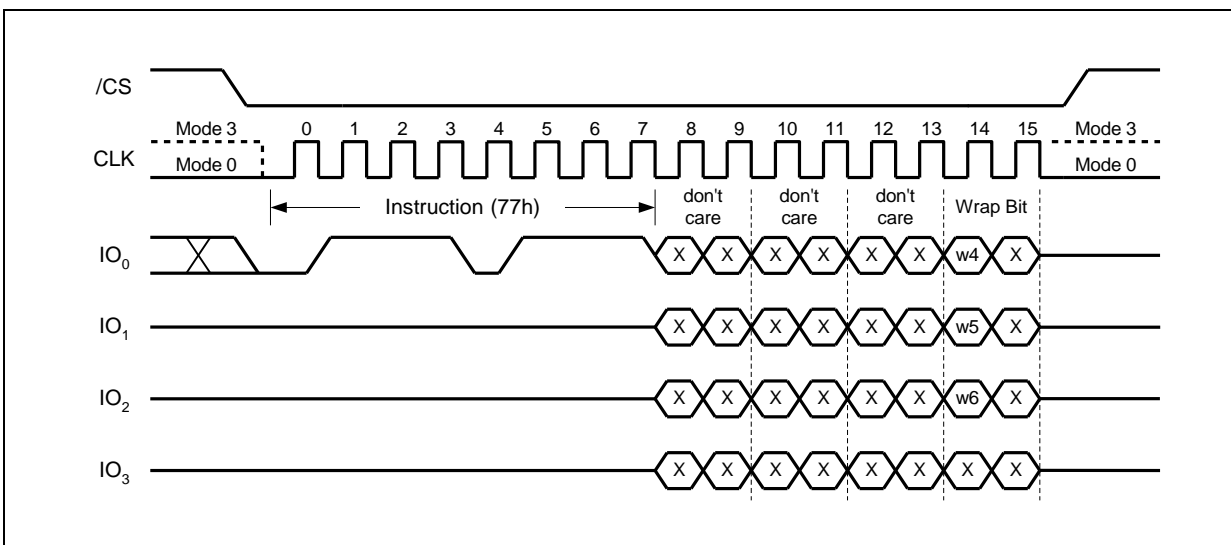 /CS
Mode 3 0 1 2 3 4 5 6 7 8 9 10 11 12 13 14 15 Mode 3
CLK
Mode 0 Mode 0
Instruction (77h) don't care don't care don't care Wrap Bit
IO0 X X X X X X w4 X
IO1 X X X X X X w5 X
IO2 X X X X X X w6 X
IO3 X X X X X X X X